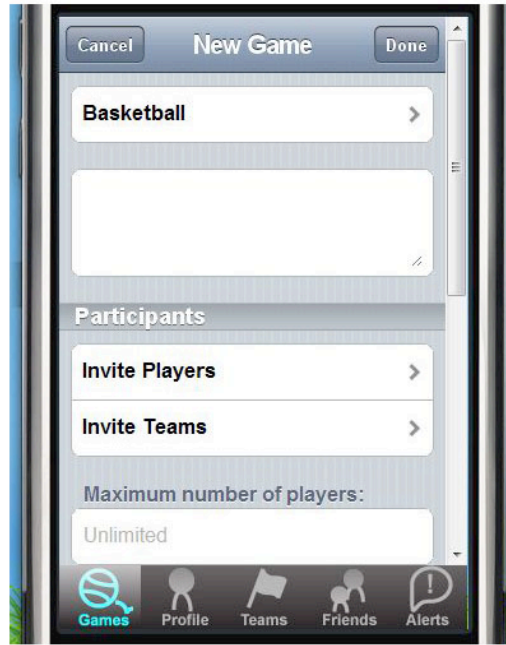 Cancel New Game Done
Basketball
Participants
Invite Players
Invite Teams
Maximum number of players:
Unlimited
Games Profile Teams Friends Alerts